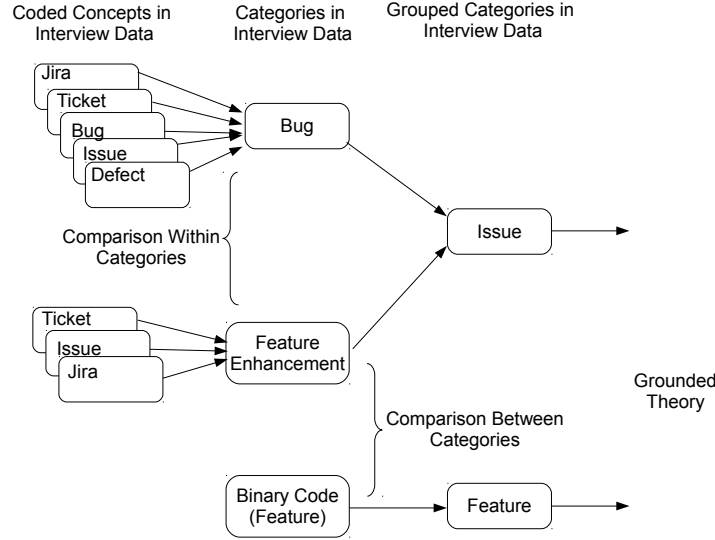 Coded Concepts in
Interview Data
Categories in
Interview Data
Grouped Categories in
Interview Data
Jira
Ticket
Bug
Issue
Defect
Bug
Comparison Within
Categories
Issue
Ticket
Issue
Jira
Feature
Enhancement
Grounded
Theory
Comparison Between
Categories
Binary Code
(Feature)
Feature